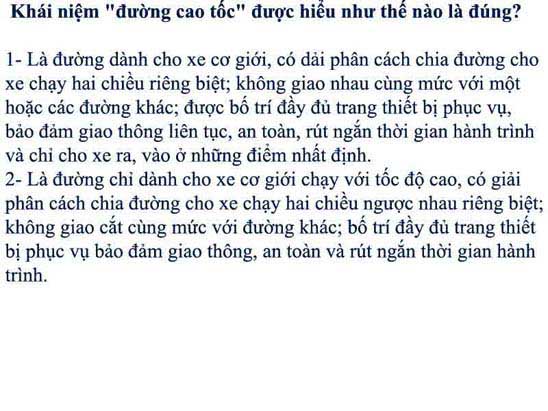 Khái niệm "đường cao tốc" được hiểu như thế nào là đúng?
1- Là đường dành cho xe cơ giới, có dải phân cách chia đường cho
xe chạy hai chiều riêng biệt; không giao nhau cùng mức với một
hoặc các đường khác; được bố trí đầy đủ trang thiết bị phục vụ,
bảo đảm giao thông liên tục, an toàn, rút ngắn thời gian hành trình
và chỉ cho xe ra, vào ở những điểm nhất định.
2- Là đường chỉ dành cho xe cơ giới chạy với tốc độ cao, có giải
phân cách chia đường cho xe chạy hai chiều ngược nhau riêng biệt;
không giao cắt cùng mức với đường khác; bố trí đầy đủ trang thiết
bị phục vụ bảo đảm giao thông, an toàn và rút ngắn thời gian hành
trình.